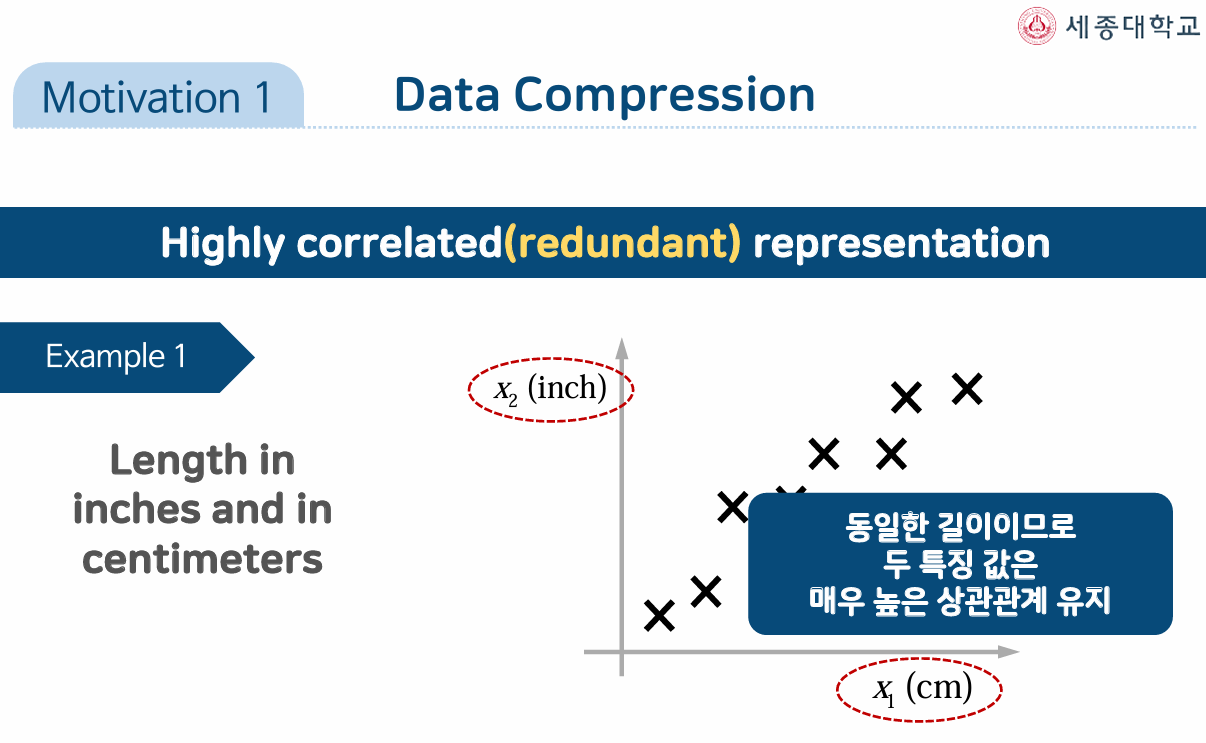 세종대학교
Motivation 1
Data Compression
Highly correlated(redundant) representation
Example 1
Length in
inches and in
centimeters
x₂ (inch)
동일한 길이이므로
두 특징 값은
매우 높은 상관관계 유지
x₁ (cm)